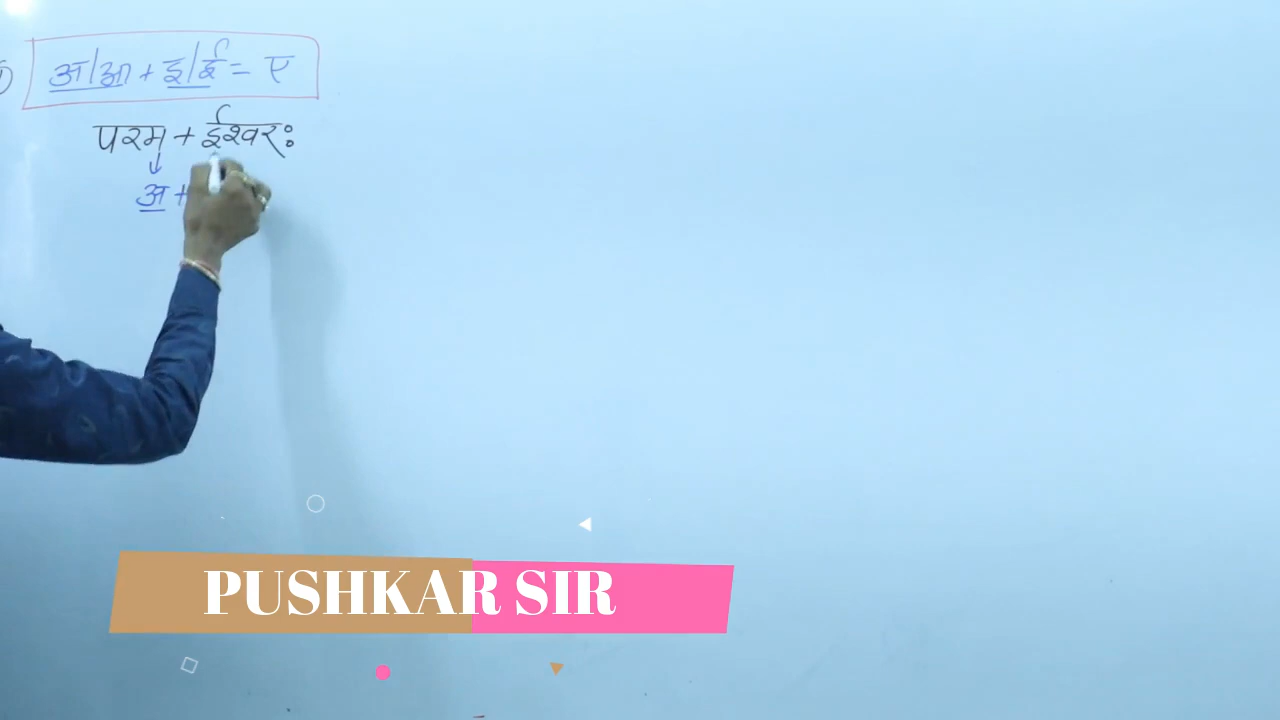 अ/आ + इ/ई = ए
परम + ईश्वरः
↓
अ +
PUSHKAR SIR